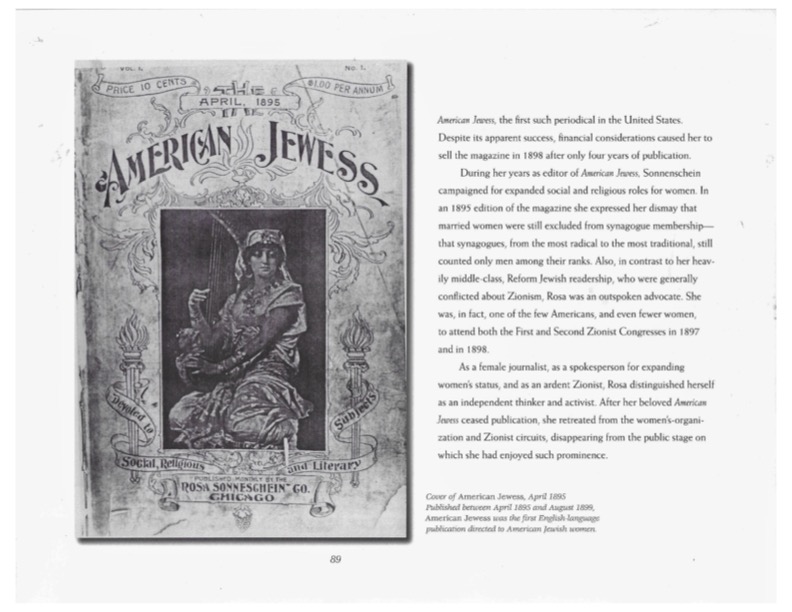 VOL. 1.
No. 1.
PRICE 10 CENTS
$1.00 PER ANNUM
THE
APRIL, 1895
AMERICAN JEWESS
Devoted to
Social, Religious
and Literary
Subjects
PUBLISHED MONTHLY BY THE
ROSA SONNESCHEIN CO.
CHICAGO
American Jewess, the first such periodical in the United States.
Despite its apparent success, financial considerations caused her to
sell the magazine in 1898 after only four years of publication.
During her years as editor of American Jewess, Sonnenschein
campaigned for expanded social and religious roles for women. In
an 1895 edition of the magazine she expressed her dismay that
married women were still excluded from synagogue membership—
that synagogues, from the most radical to the most traditional, still
counted only men among their ranks. Also, in contrast to her heav-
ily middle-class, Reform Jewish readership, who were generally
conflicted about Zionism, Rosa was an outspoken advocate. She
was, in fact, one of the few Americans, and even fewer women,
to attend both the First and Second Zionist Congresses in 1897
and in 1898.
As a female journalist, as a spokesperson for expanding
women's status, and as an ardent Zionist, Rosa distinguished herself
as an independent thinker and activist. After her beloved American
Jewess ceased publication, she retreated from the women's-organi-
zation and Zionist circuits, disappearing from the public stage on
which she had enjoyed such prominence.
Cover of American Jewess, April 1895
Published between April 1895 and August 1899,
American Jewess was the first English-language
publication directed to American Jewish women.
89